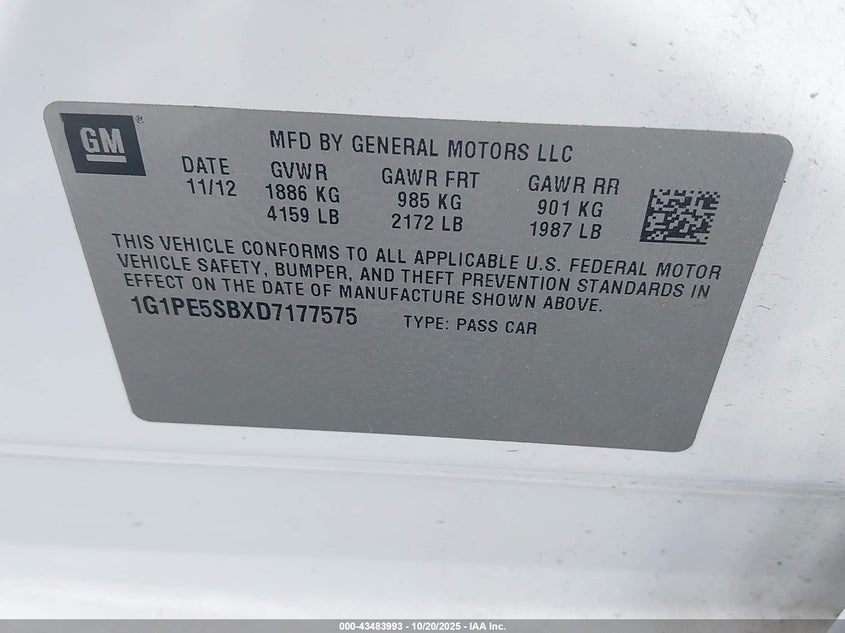 GM ®
MFD BY GENERAL MOTORS LLC
DATE GVWR GAWR FRT GAWR RR
11/12 1886 KG 985 KG 901 KG
4159 LB 2172 LB 1987 LB
THIS VEHICLE CONFORMS TO ALL APPLICABLE U.S. FEDERAL MOTOR
VEHICLE SAFETY, BUMPER, AND THEFT PREVENTION STANDARDS IN
EFFECT ON THE DATE OF MANUFACTURE SHOWN ABOVE.
1G1PE5SBXD7177575 TYPE: PASS CAR
000-43483993 - 10/20/2025 - IAA Inc.